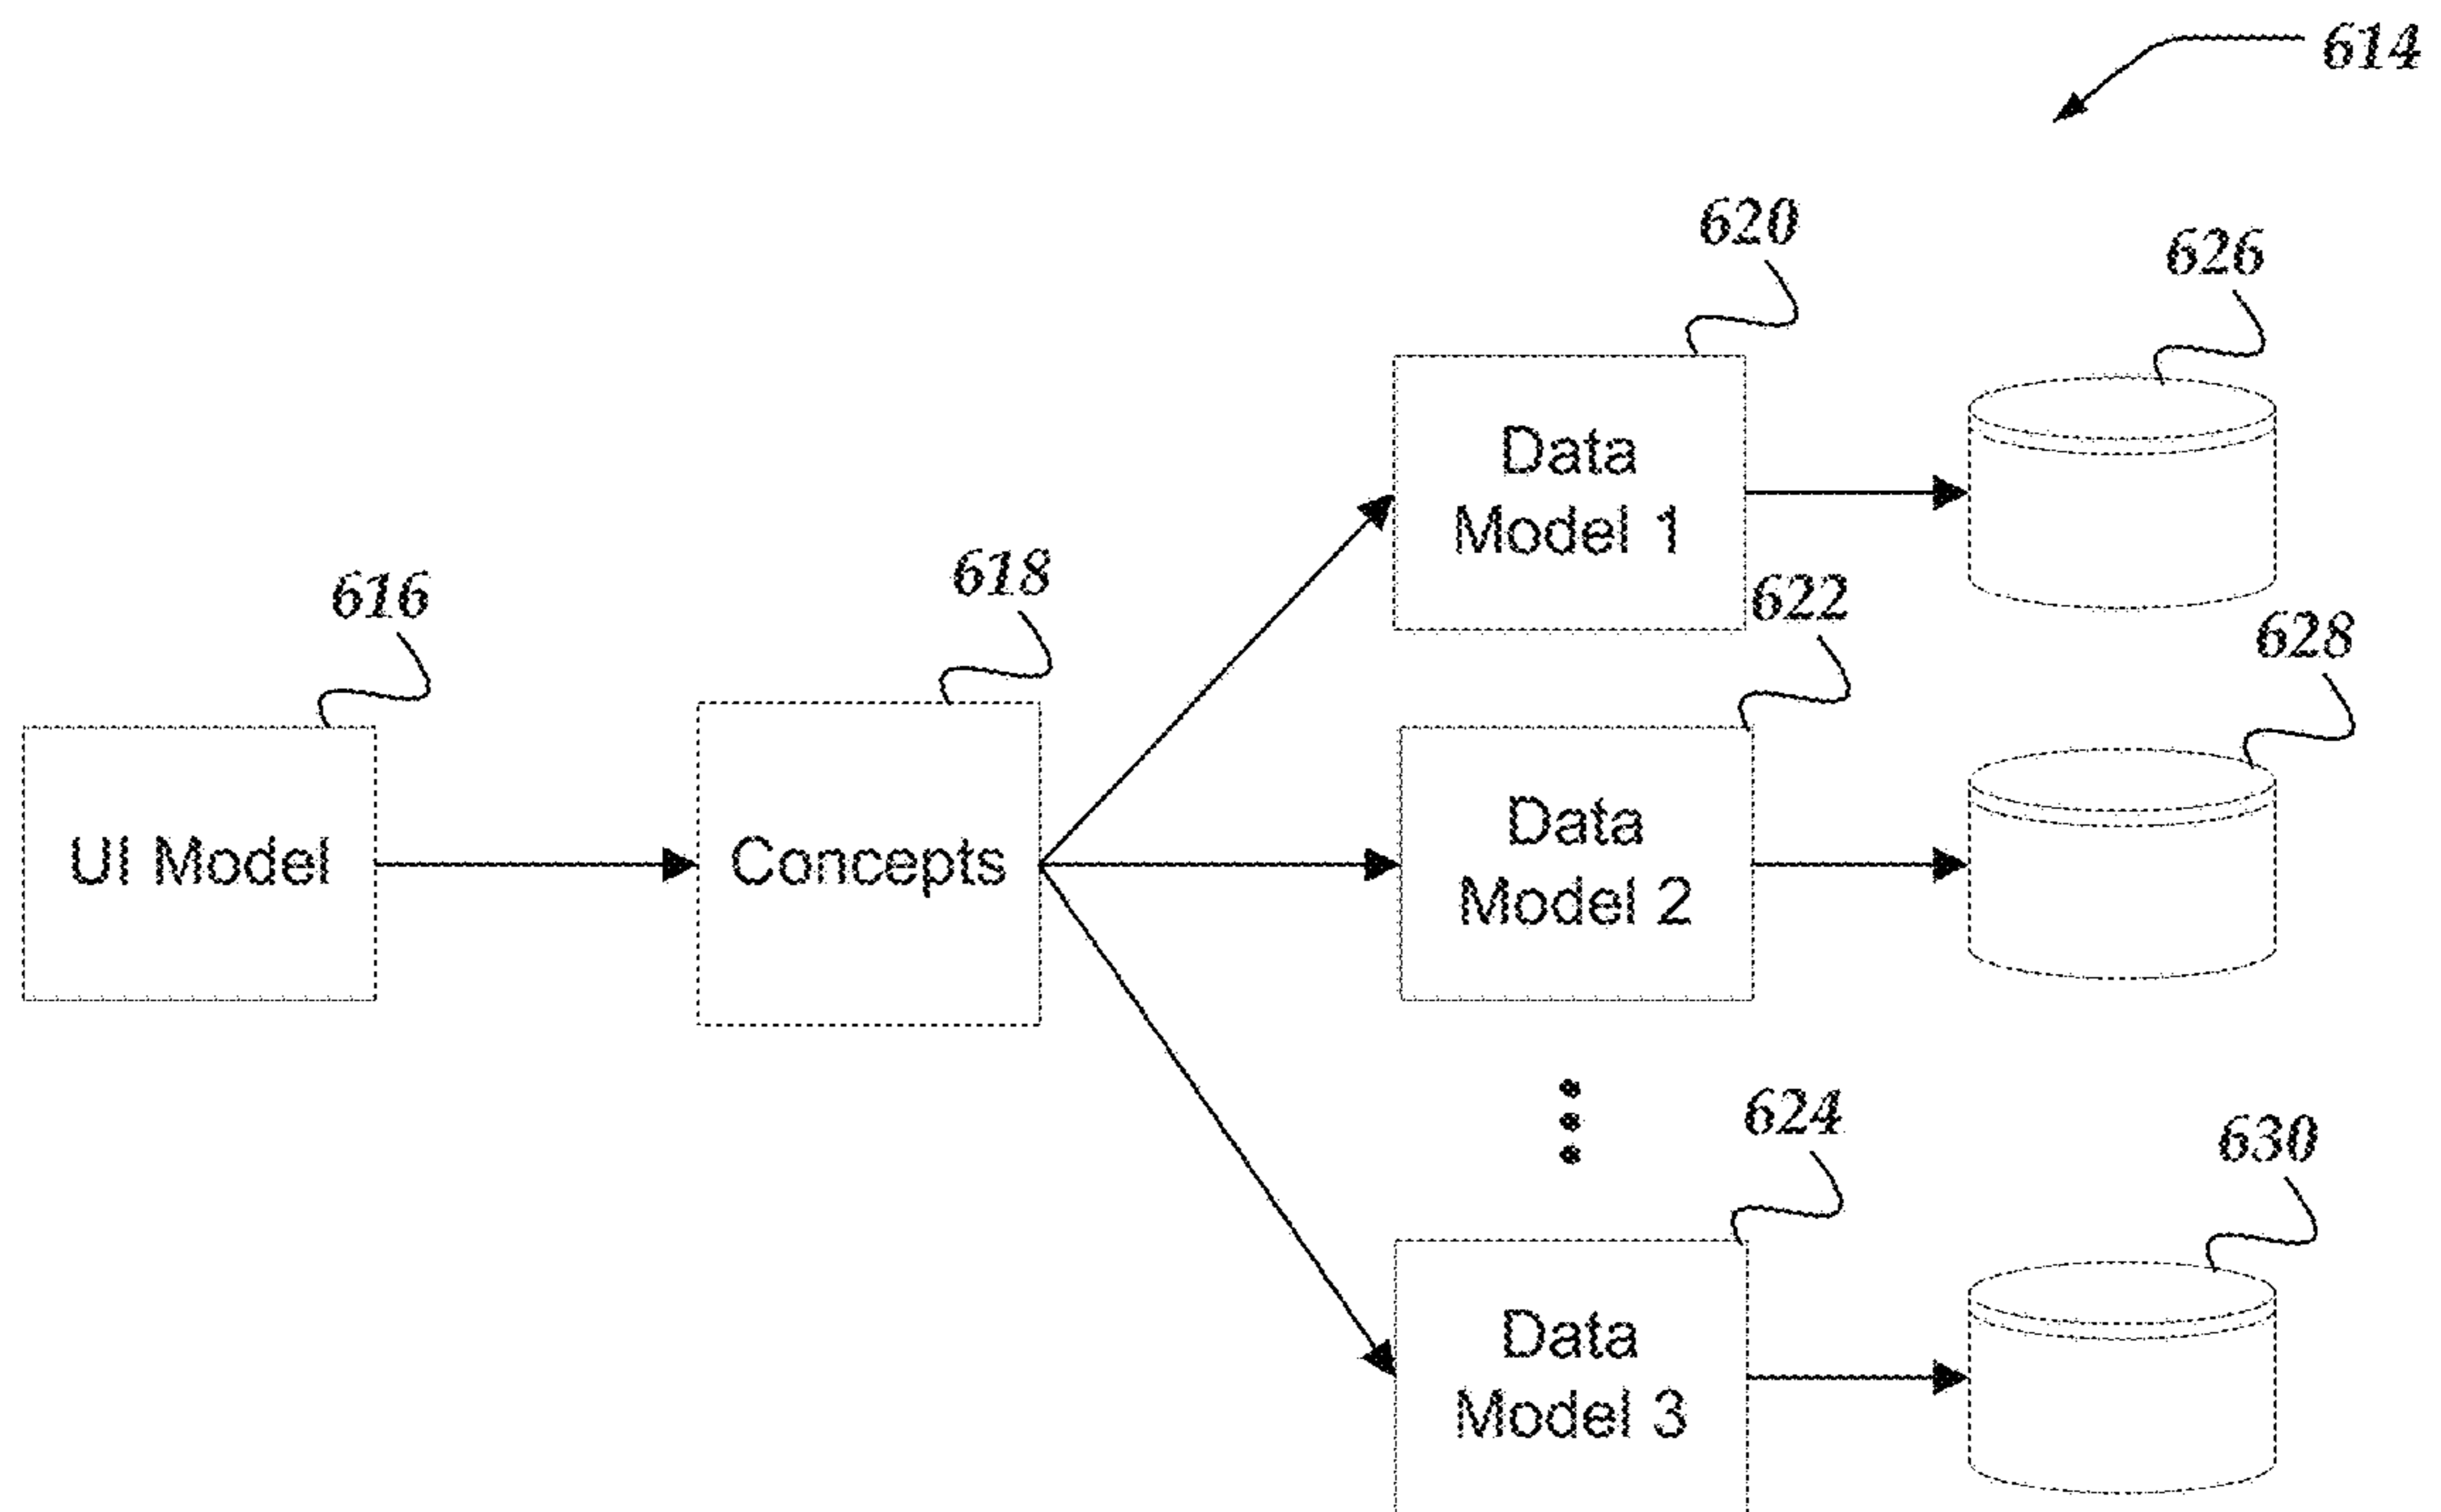 614
620
626
Data
Model 1
616
618
622
628
UI Model
Concepts
Data
Model 2
624
630
Data
Model 3